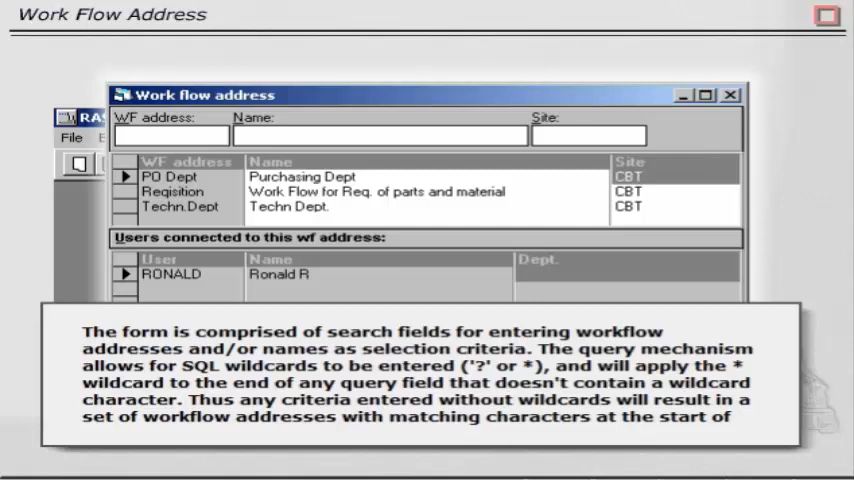 Work Flow Address
Work flow address
File
WF address: Name: Site:
WF address Name Site
PO Dept Purchasing Dept CBT
Reqisition Work Flow for Req. of parts and material CBT
Techn.Dept Techn Dept. CBT
Users connected to this wf address:
User Name Dept.
RONALD Ronald R
The form is comprised of search fields for entering workflow
addresses and/or names as selection criteria. The query mechanism
allows for SQL wildcards to be entered ('?' or *), and will apply the *
wildcard to the end of any query field that doesn't contain a wildcard
character. Thus any criteria entered without wildcards will result in a
set of workflow addresses with matching characters at the start of